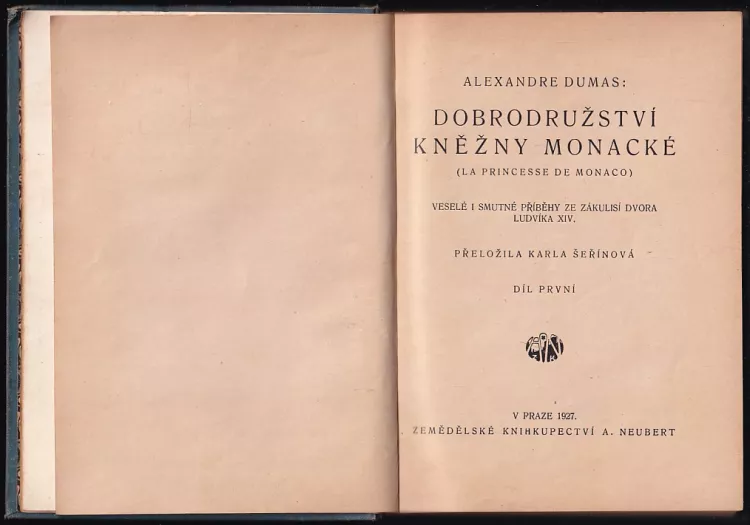 ALEXANDRE DUMAS:
DOBRODRUŽSTVÍ
KNĚŽNY MONACKÉ
(LA PRINCESSE DE MONACO)
VESELÉ I SMUTNÉ PŘÍBĚHY ZE ZÁKULISÍ DVORA
LUDVÍKA XIV.
PŘELOŽILA KARLA ŠEŘÍNOVÁ
DÍL PRVNÍ
V PRAZE 1927.
ZEMĚDĚLSKÉ KNIHKUPECTVÍ A. NEUBERT